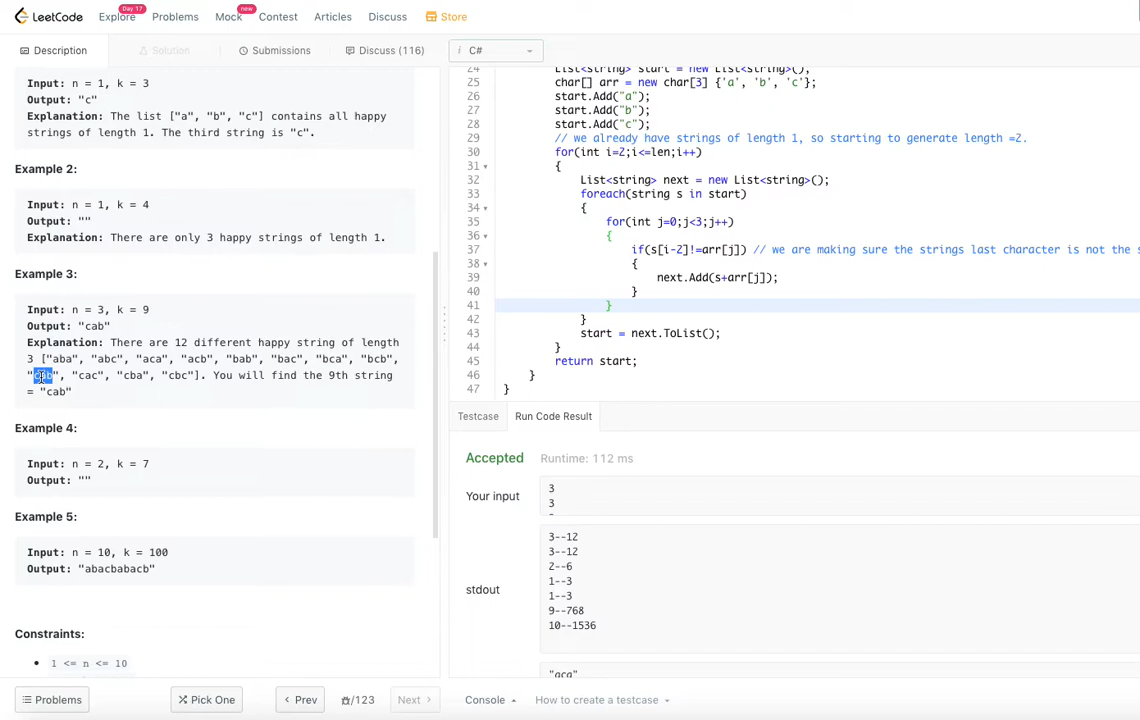 LeetCode
Explore
Day 17
Problems
Mock
new
Contest
Articles
Discuss
Store
Description
Solution
Submissions
Discuss (116)
i C#
Input: n = 1, k = 3
Output: "c"
Explanation: The list ["a", "b", "c"] contains all happy
strings of length 1. The third string is "c".
Example 2:
Input: n = 1, k = 4
Output: ""
Explanation: There are only 3 happy strings of length 1.
Example 3:
Input: n = 3, k = 9
Output: "cab"
Explanation: There are 12 different happy string of length
3 ["aba", "abc", "aca", "acb", "bab", "bac", "bca", "bcb",
"cab", "cac", "cba", "cbc"]. You will find the 9th string
= "cab"
Example 4:
Input: n = 2, k = 7
Output: ""
Example 5:
Input: n = 10, k = 100
Output: "abacbabacb"
Constraints:
1 <= n <= 10
24 List<string> start = new List<string>();
25 char[] arr = new char[3] {'a', 'b', 'c'};
26 start.Add("a");
27 start.Add("b");
28 start.Add("c");
29 // we already have strings of length 1, so starting to generate length =2.
30 for(int i=2;i<=len;i++)
31 {
32 List<string> next = new List<string>();
33 foreach(string s in start)
34 {
35 for(int j=0;j<3;j++)
36 {
37 if(s[i-2]!=arr[j]) // we are making sure the strings last character is not the s
38 {
39 next.Add(s+arr[j]);
40 }
41 }
42 }
43 start = next.ToList();
44 }
45 return start;
46 }
47 }
Testcase
Run Code Result
Accepted
Runtime: 112 ms
Your input
3
3
stdout
3--12
3--12
2--6
1--3
1--3
9--768
10--1536
"aca"
Problems
Pick One
Prev
/123
Next
Console
How to create a testcase